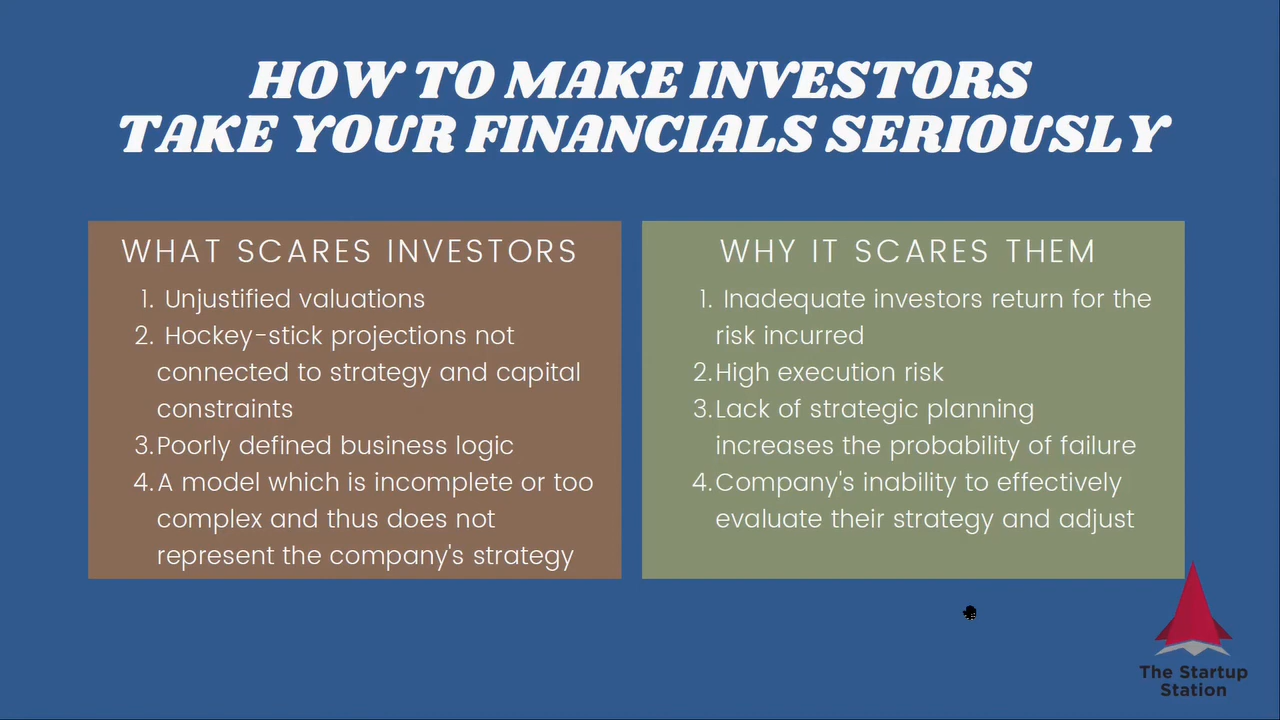 HOW TO MAKE INVESTORS
TAKE YOUR FINANCIALS SERIOUSLY
WHAT SCARES INVESTORS
1. Unjustified valuations
2. Hockey-stick projections not
connected to strategy and capital
constraints
3. Poorly defined business logic
4. A model which is incomplete or too
complex and thus does not
represent the company's strategy
WHY IT SCARES THEM
1. Inadequate investors return for the
risk incurred
2. High execution risk
3. Lack of strategic planning
increases the probability of failure
4. Company's inability to effectively
evaluate their strategy and adjust
The Startup
Station